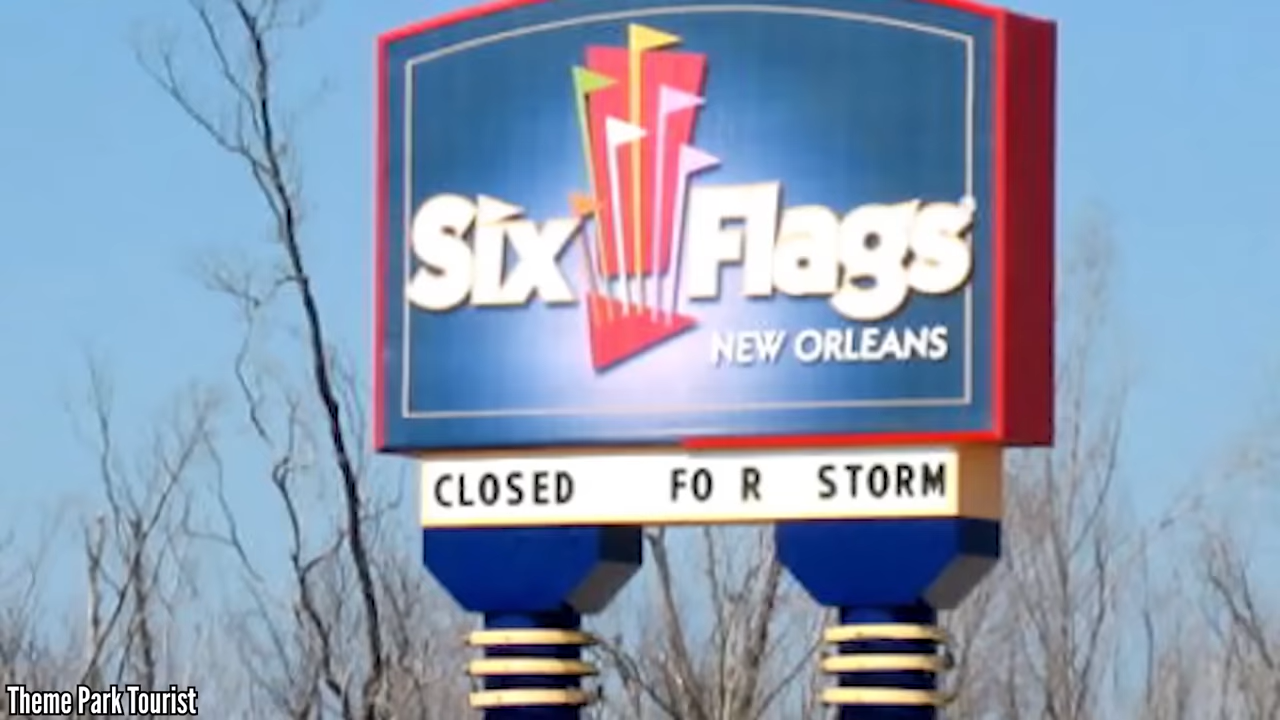 Six Flags
NEW ORLEANS
CLOSED FO R STORM
Theme Park Tourist